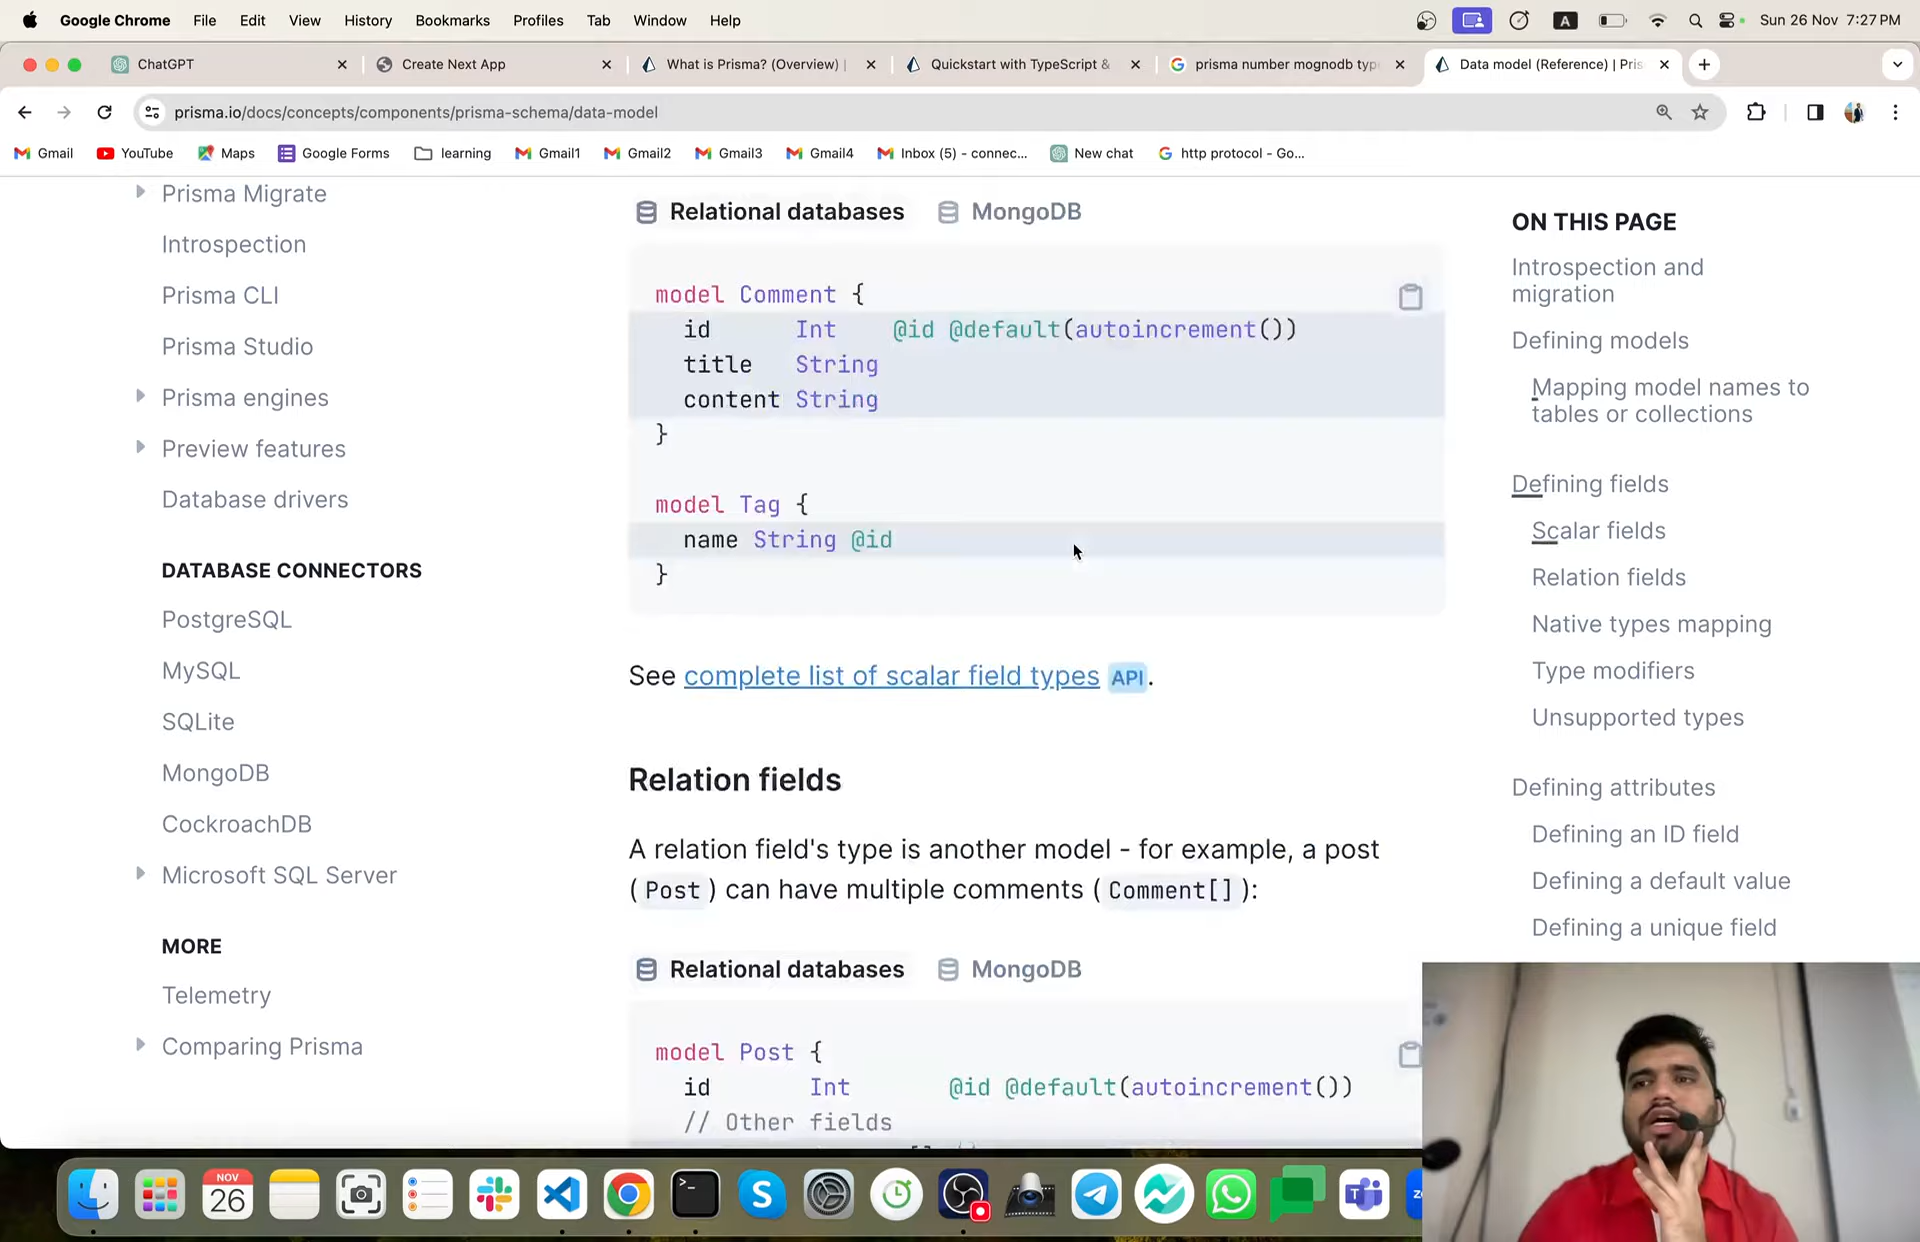 Google Chrome File Edit View History Bookmarks Profiles Tab Window Help A Sun 26 Nov 7:27 PM
ChatGPT Create Next App What is Prisma? (Overview) | Quickstart with TypeScript & prisma number mognodb typ Data model (Reference) | Pris
prisma.io/docs/concepts/components/prisma-schema/data-model
Gmail YouTube Maps Google Forms learning Gmail1 Gmail2 Gmail3 Gmail4 Inbox (5) - connec... New chat http protocol - Go...
Prisma Migrate
Introspection
Prisma CLI
Prisma Studio
Prisma engines
Preview features
Database drivers
DATABASE CONNECTORS
PostgreSQL
MySQL
SQLite
MongoDB
CockroachDB
Microsoft SQL Server
MORE
Telemetry
Comparing Prisma
Relational databases MongoDB
model Comment {
id Int @id @default(autoincrement())
title String
content String
}
model Tag {
name String @id
}
See complete list of scalar field types API.
Relation fields
A relation field's type is another model - for example, a post
(Post) can have multiple comments (Comment[]):
Relational databases MongoDB
model Post {
id Int @id @default(autoincrement())
// Other fields
ON THIS PAGE
Introspection and
migration
Defining models
Mapping model names to
tables or collections
Defining fields
Scalar fields
Relation fields
Native types mapping
Type modifiers
Unsupported types
Defining attributes
Defining an ID field
Defining a default value
Defining a unique field
NOV
26